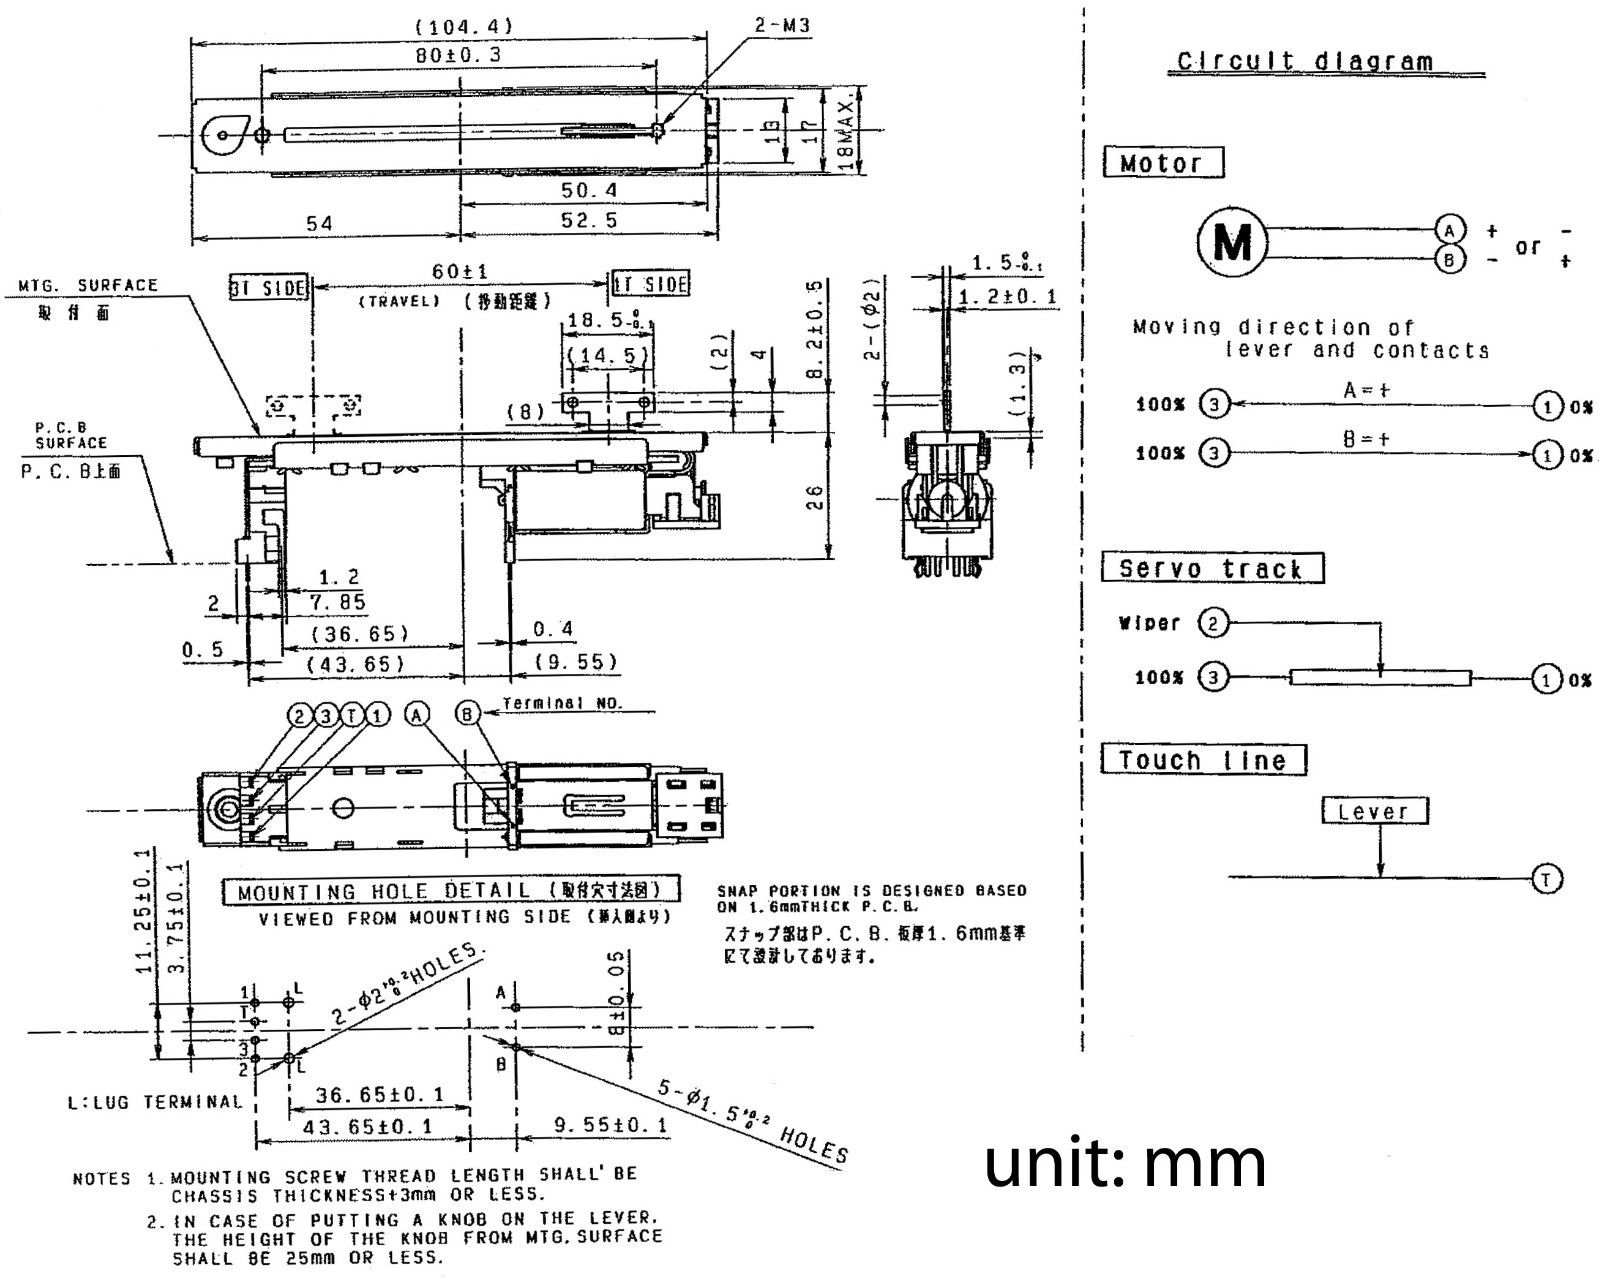 (104.4)
80±0.3
2-M3
13
17
18MAX.
50.4
54
52.5
3T SIDE
60±1
1T SIDE
(TRAVEL) (移動距離)
MTG. SURFACE
取付面
18.5 0 -0.1
(14.5)
(8)
(2)
4
8.2±0.5
26
P.C.B
SURFACE
P.C.B上面
1.2
2
7.85
(36.65)
0.4
0.5
(43.65)
(9.55)
2-(φ2)
1.5 0 -0.1
1.2±0.1
(1.3)
2 3 T 1 A B
Terminal NO.
MOUNTING HOLE DETAIL (取付穴寸法図)
VIEWED FROM MOUNTING SIDE (挿入側より)
SNAP PORTION IS DESIGNED BASED
ON 1.6mmTHICK P.C.B.
スナップ部はP.C.B.板厚1.6mm基準
にて設計しております。
11.25±0.1
3.75±0.1
2-φ2 +0.2 0 HOLES.
8±0.05
1
T
3
2
L
L
A
B
5-φ1.5 +0.2 0 HOLES
L:LUG TERMINAL
36.65±0.1
43.65±0.1
9.55±0.1
NOTES 1. MOUNTING SCREW THREAD LENGTH SHALL' BE
CHASSIS THICKNESS+3mm OR LESS.
2. IN CASE OF PUTTING A KNOB ON THE LEVER.
THE HEIGHT OF THE KNOB FROM MTG.SURFACE
SHALL BE 25mm OR LESS.
unit: mm
Circuit diagram
Motor
M
A + or -
B - +
Moving direction of
lever and contacts
100% 3 A=+ 1 0%
100% 3 B=+ 1 0%
Servo track
Wiper 2
100% 3 1 0%
Touch line
Lever
T